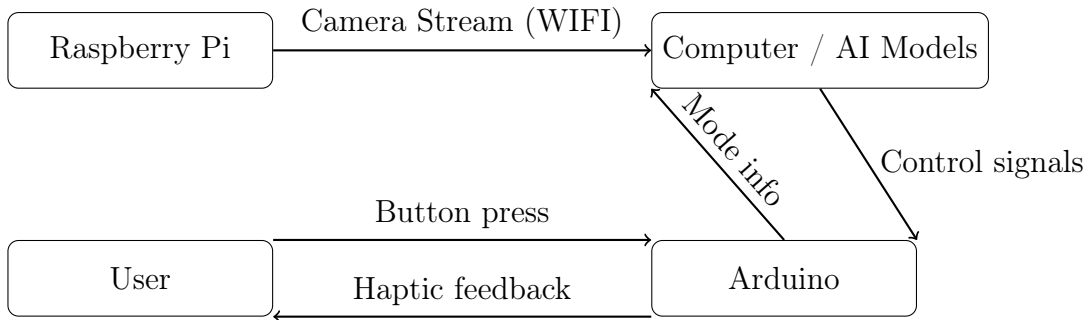 Camera Stream (WIFI)
Raspberry Pi
Computer / AI Models
Mode info
Control signals
Button press
User
Arduino
Haptic feedback